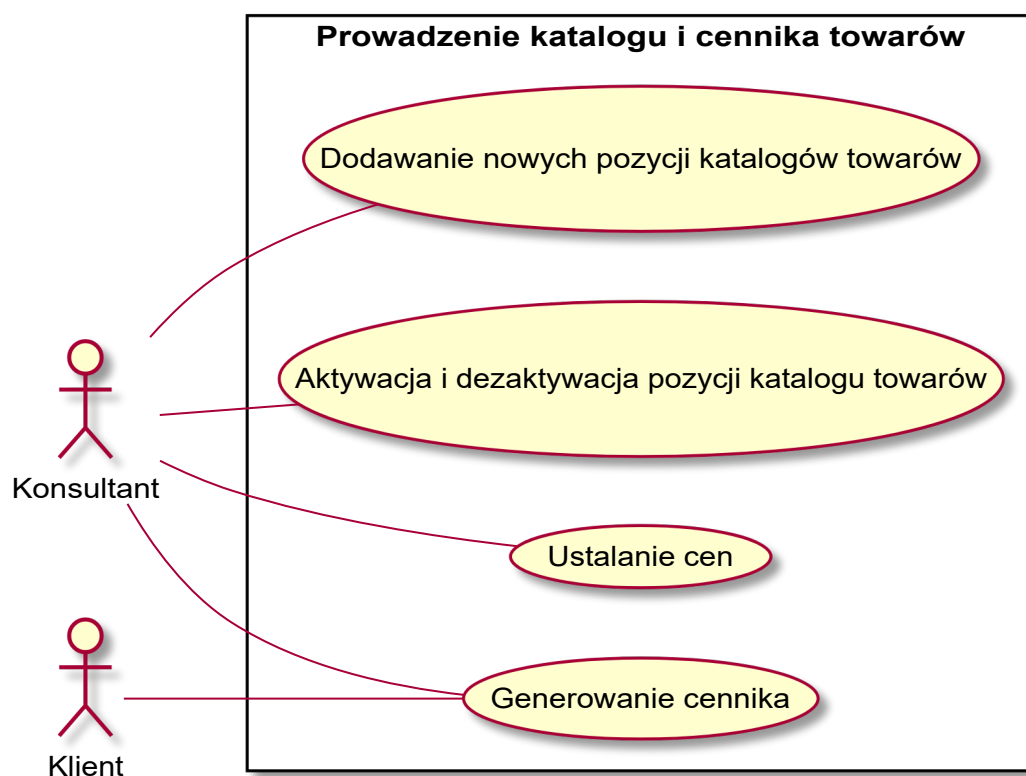 Prowadzenie katalogu i cennika towarów
Dodawanie nowych pozycji katalogów towarów
Aktywacja i dezaktywacja pozycji katalogu towarów
Konsultant
Ustalanie cen
Generowanie cennika
Klient